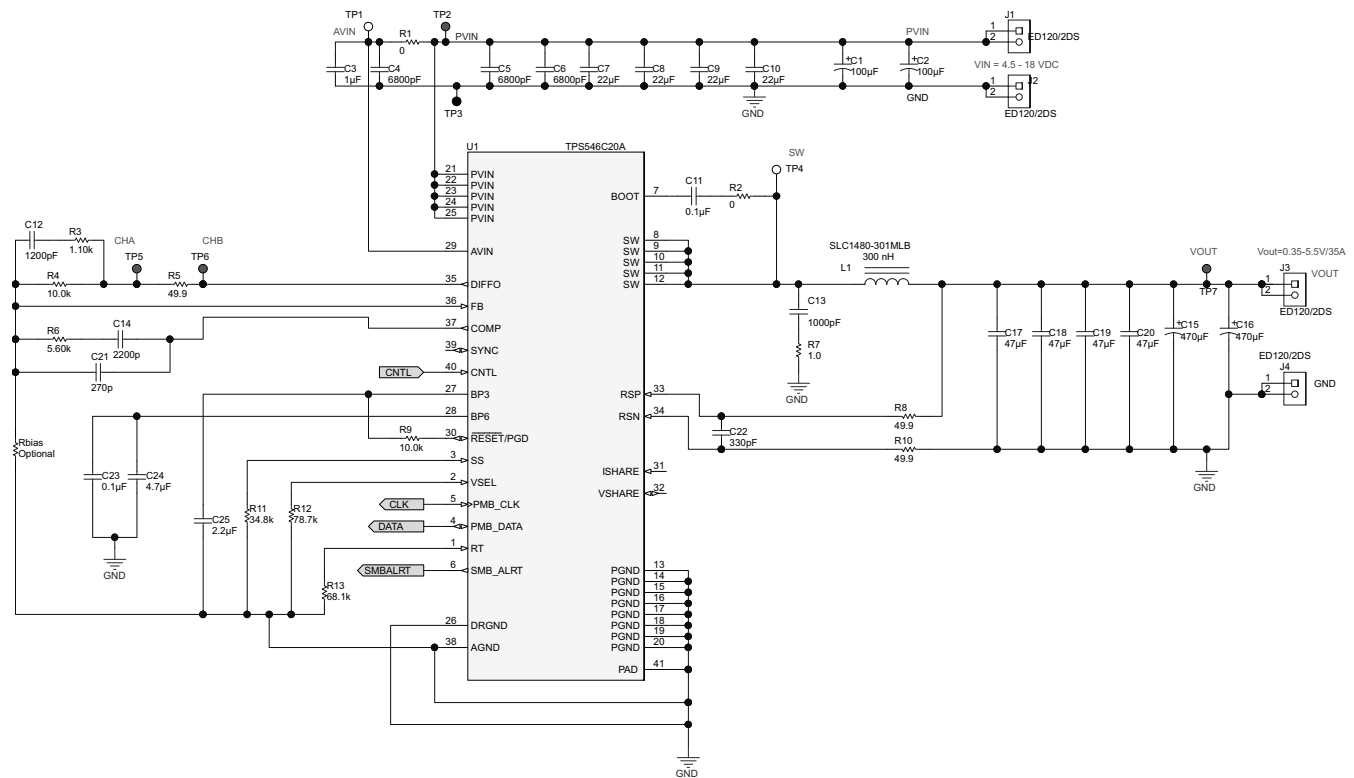 TP1
TP2
J1
AVIN
R1
0
PVIN
PVIN
1
2
ED120/2DS
C3
1µF
C4
6800pF
C5
6800pF
C6
6800pF
C7
22µF
C8
22µF
C9
22µF
C10
22µF
+
C1
100µF
+
C2
100µF
VIN = 4.5 - 18 VDC
1
2
J2
ED120/2DS
TP3
GND
GND
U1
TPS546C20A
SW
TP4
21
PVIN
22
PVIN
23
PVIN
24
PVIN
25
PVIN
BOOT
7
C11
0.1µF
R2
0
C12
1200pF
R3
1.10k
CHA
TP5
CHB
TP6
29
AVIN
SW
8
SW
9
SW
10
SW
11
SW
12
SLC1480-301MLB
300 nH
L1
VOUT
TP7
Vout=0.35-5.5V/35A
J3
VOUT
1
2
ED120/2DS
R4
10.0k
R5
49.9
35
DIFFO
36
FB
37
COMP
39
SYNC
40
CNTL
CNTL
C13
1000pF
R7
1.0
GND
R6
5.60k
C14
2200p
C21
270p
C17
47µF
C18
47µF
C19
47µF
C20
47µF
+
C15
470µF
+
C16
470µF
ED120/2DS
1
2
J4
GND
27
BP3
28
BP6
R9
10.0k
30
RESET/PGD
3
SS
2
VSEL
RSP
33
RSN
34
C22
330pF
R8
49.9
R10
49.9
GND
Rbias
Optional
C23
0.1µF
C24
4.7µF
GND
C25
2.2µF
R11
34.8k
R12
78.7k
R13
68.1k
CLK
5
PMB_CLK
DATA
4
PMB_DATA
1
RT
SMBALRT
6
SMB_ALRT
ISHARE
31
VSHARE
32
PGND
13
PGND
14
PGND
15
PGND
16
PGND
17
PGND
18
PGND
19
PGND
20
26
DRGND
38
AGND
PAD
41
GND